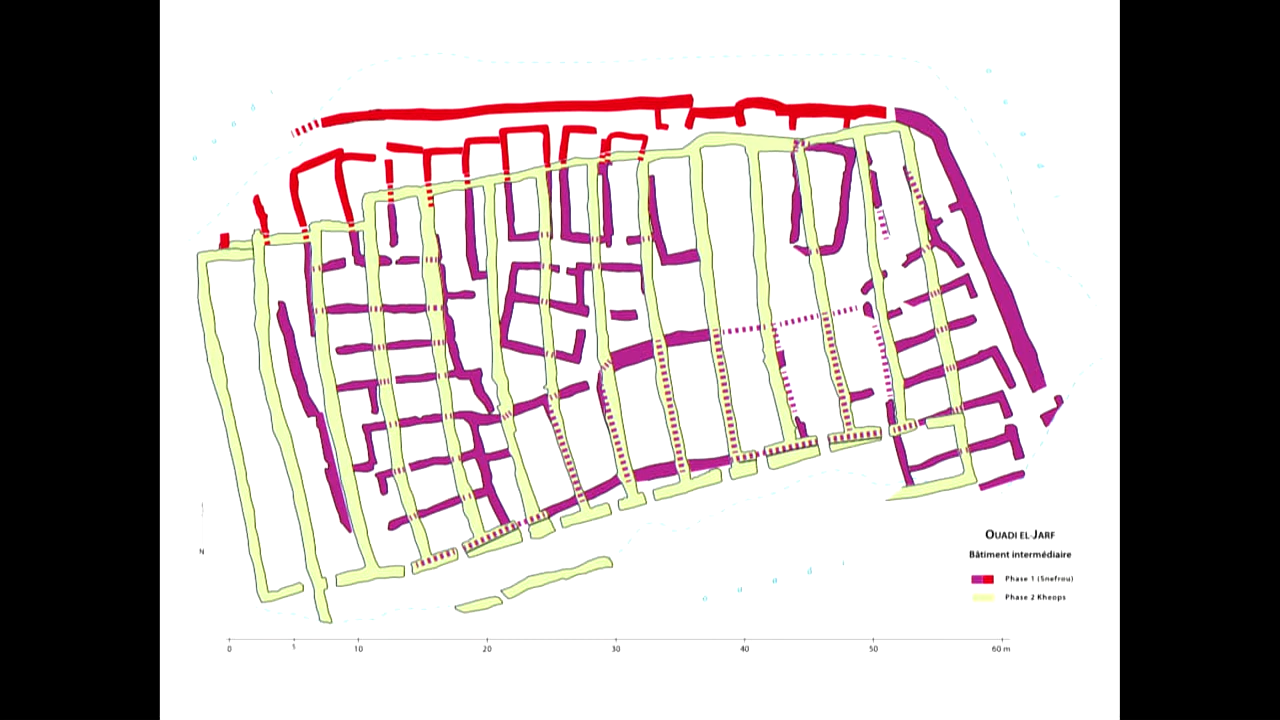 N
OUADI EL-JARF
Bâtiment intermédiaire
Phase 1 (Snefrou)
Phase 2 Kheops
0 5 10 20 30 40 50 60 m